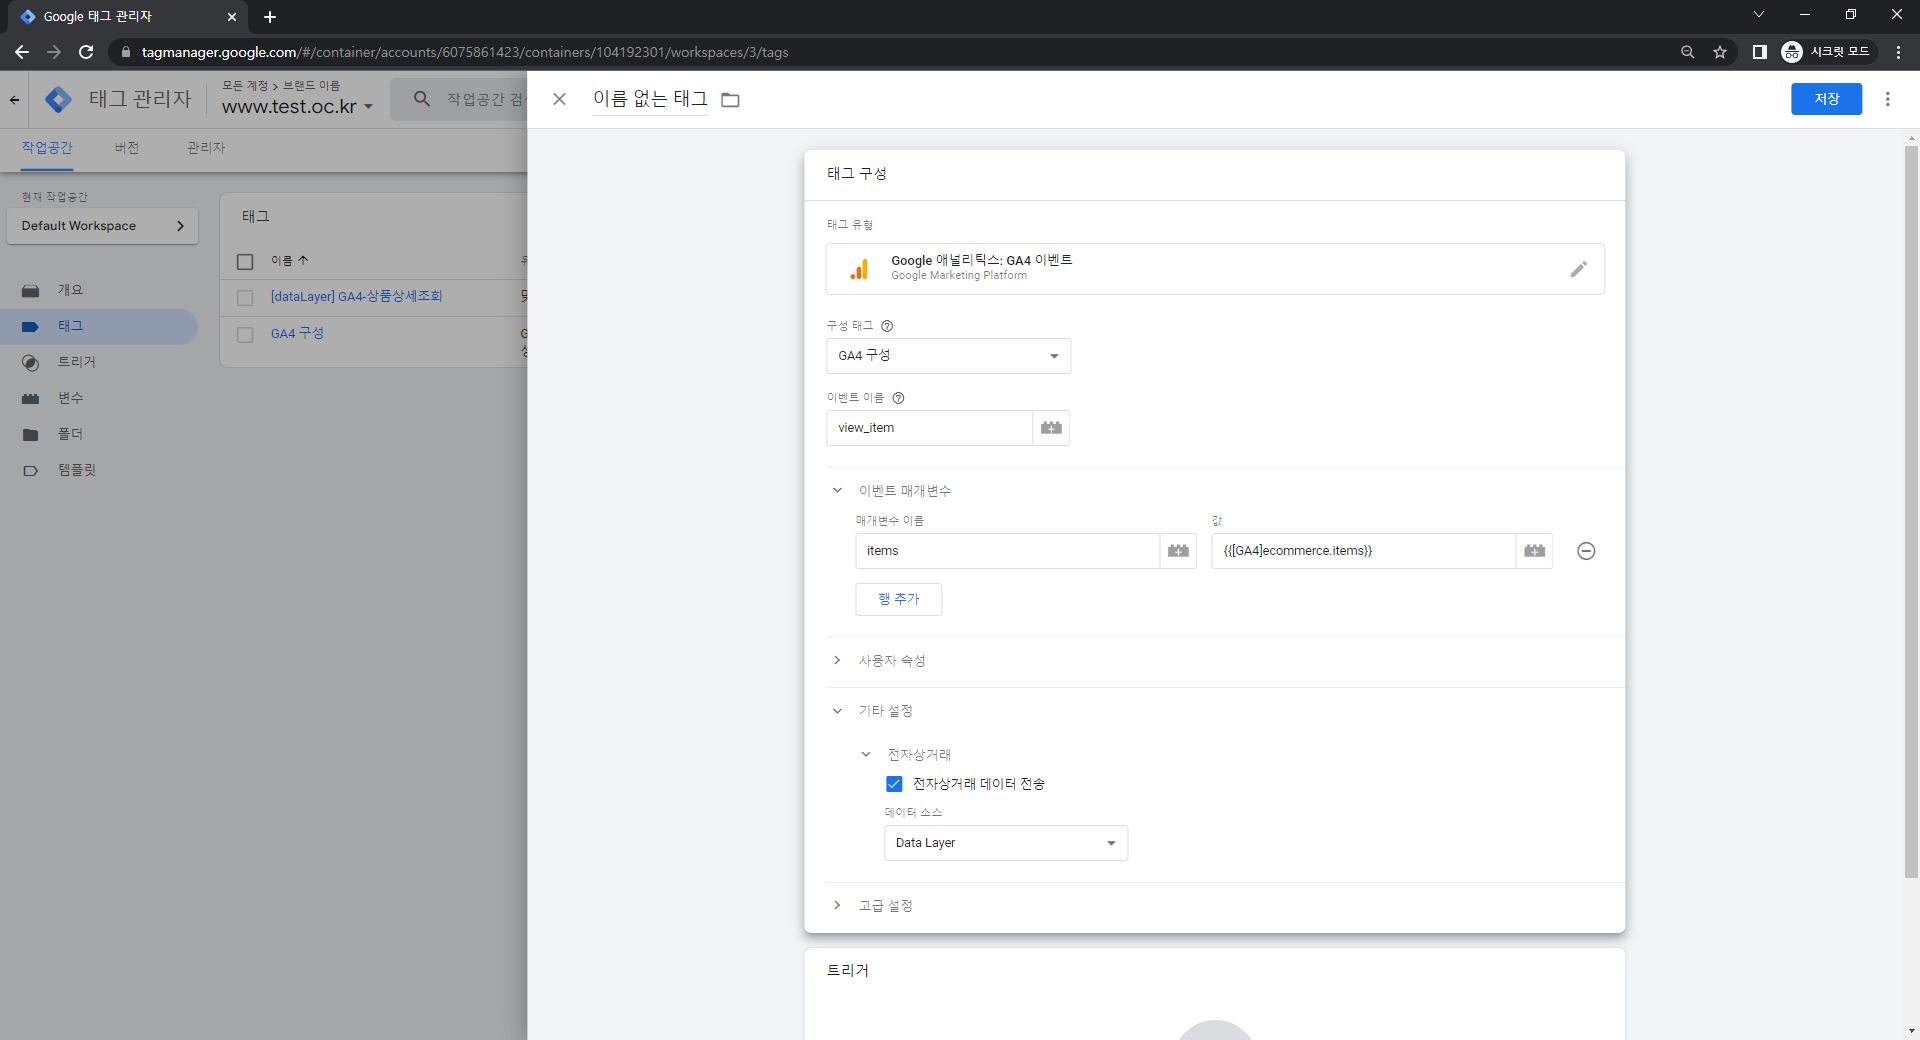 Google 태그 관리자
tagmanager.google.com/#/container/accounts/6075861423/containers/104192301/workspaces/3/tags
시크릿 모드
태그 관리자
모든 계정 > 브랜드 이름
www.test.oc.kr
작업공간 검
작업공간
버전
관리자
현재 작업공간
Default Workspace
개요
태그
트리거
변수
폴더
템플릿
태그
이름
[dataLayer] GA4-상품상세조회
GA4 구성
이름 없는 태그
저장
태그 구성
태그 유형
Google 애널리틱스: GA4 이벤트
Google Marketing Platform
구성 태그
GA4 구성
이벤트 이름
view_item
이벤트 매개변수
매개변수 이름
값
items
{{[GA4]ecommerce.items}}
행 추가
사용자 속성
기타 설정
전자상거래
전자상거래 데이터 전송
데이터 소스
Data Layer
고급 설정
트리거